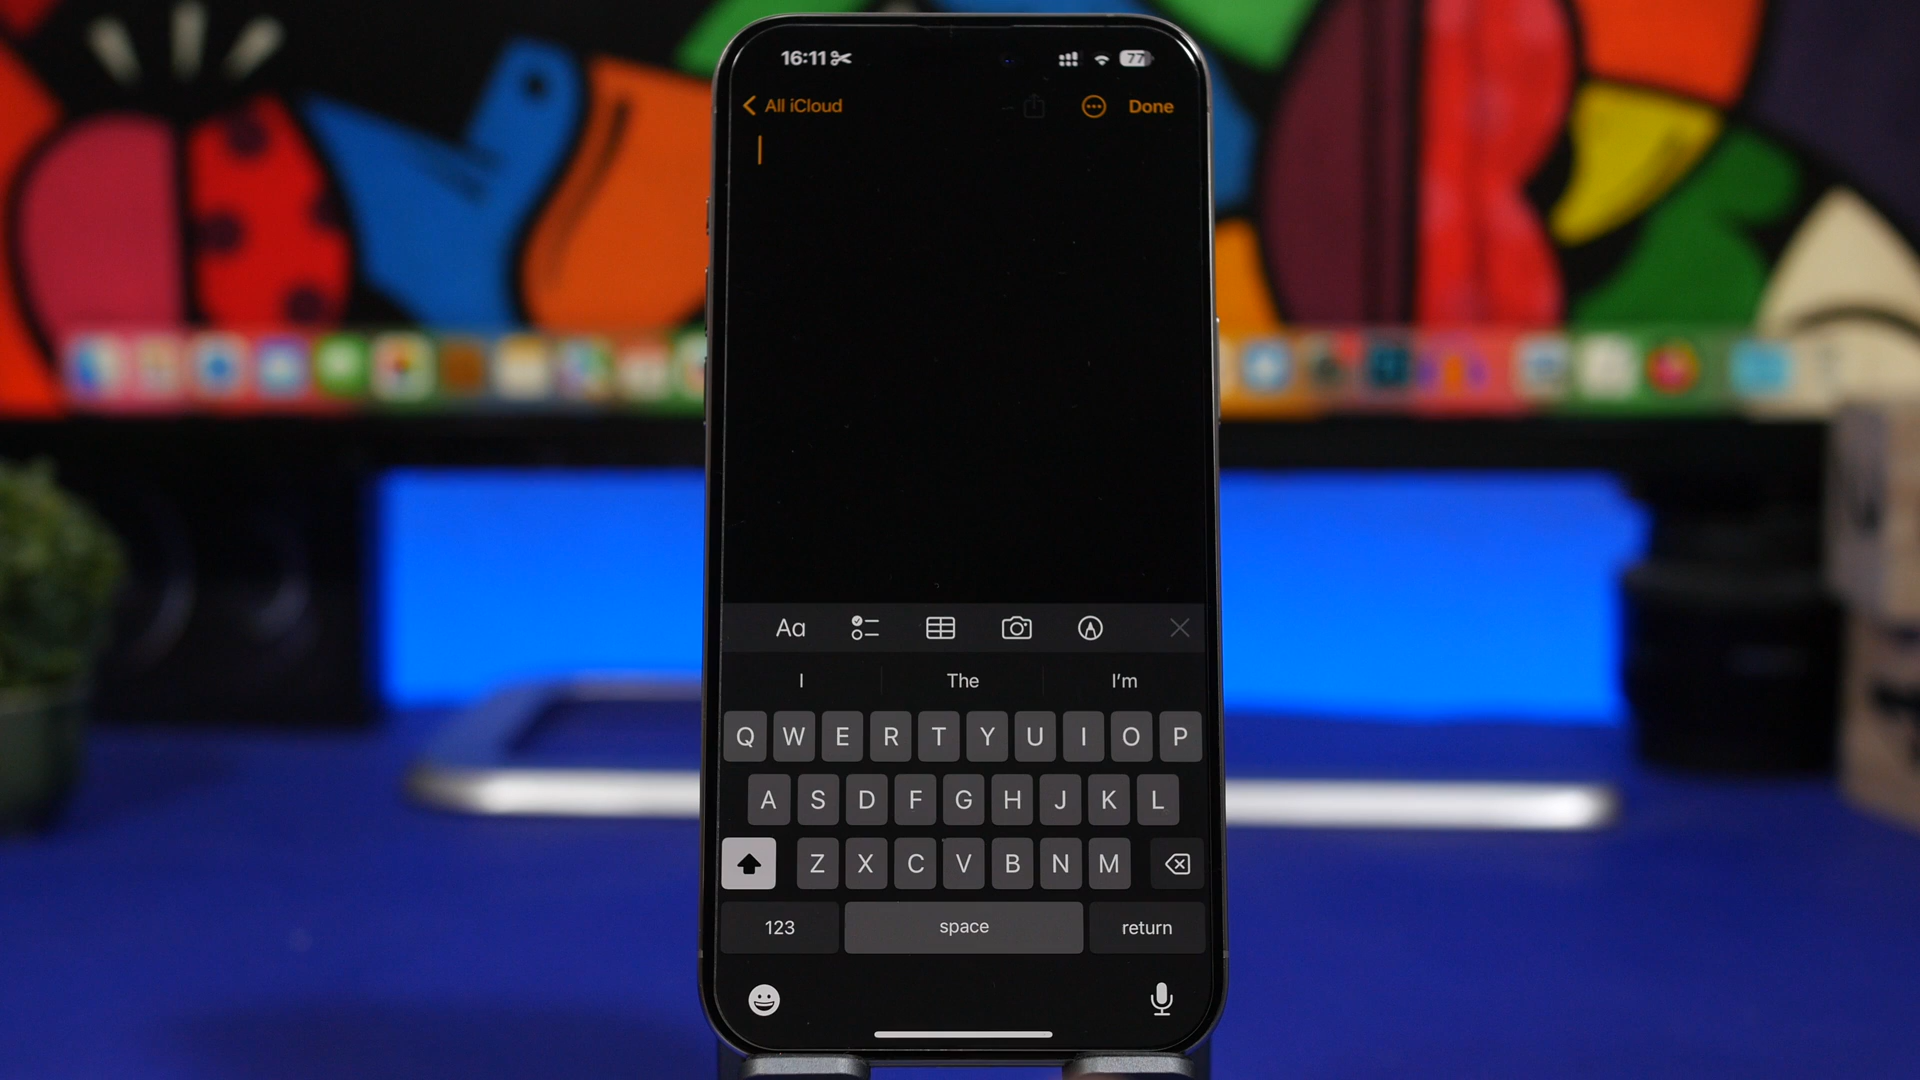 16:11 77
All iCloud Done
Aa
I The I'm
Q W E R T Y U I O P
A S D F G H J K L
Z X C V B N M
123 space return